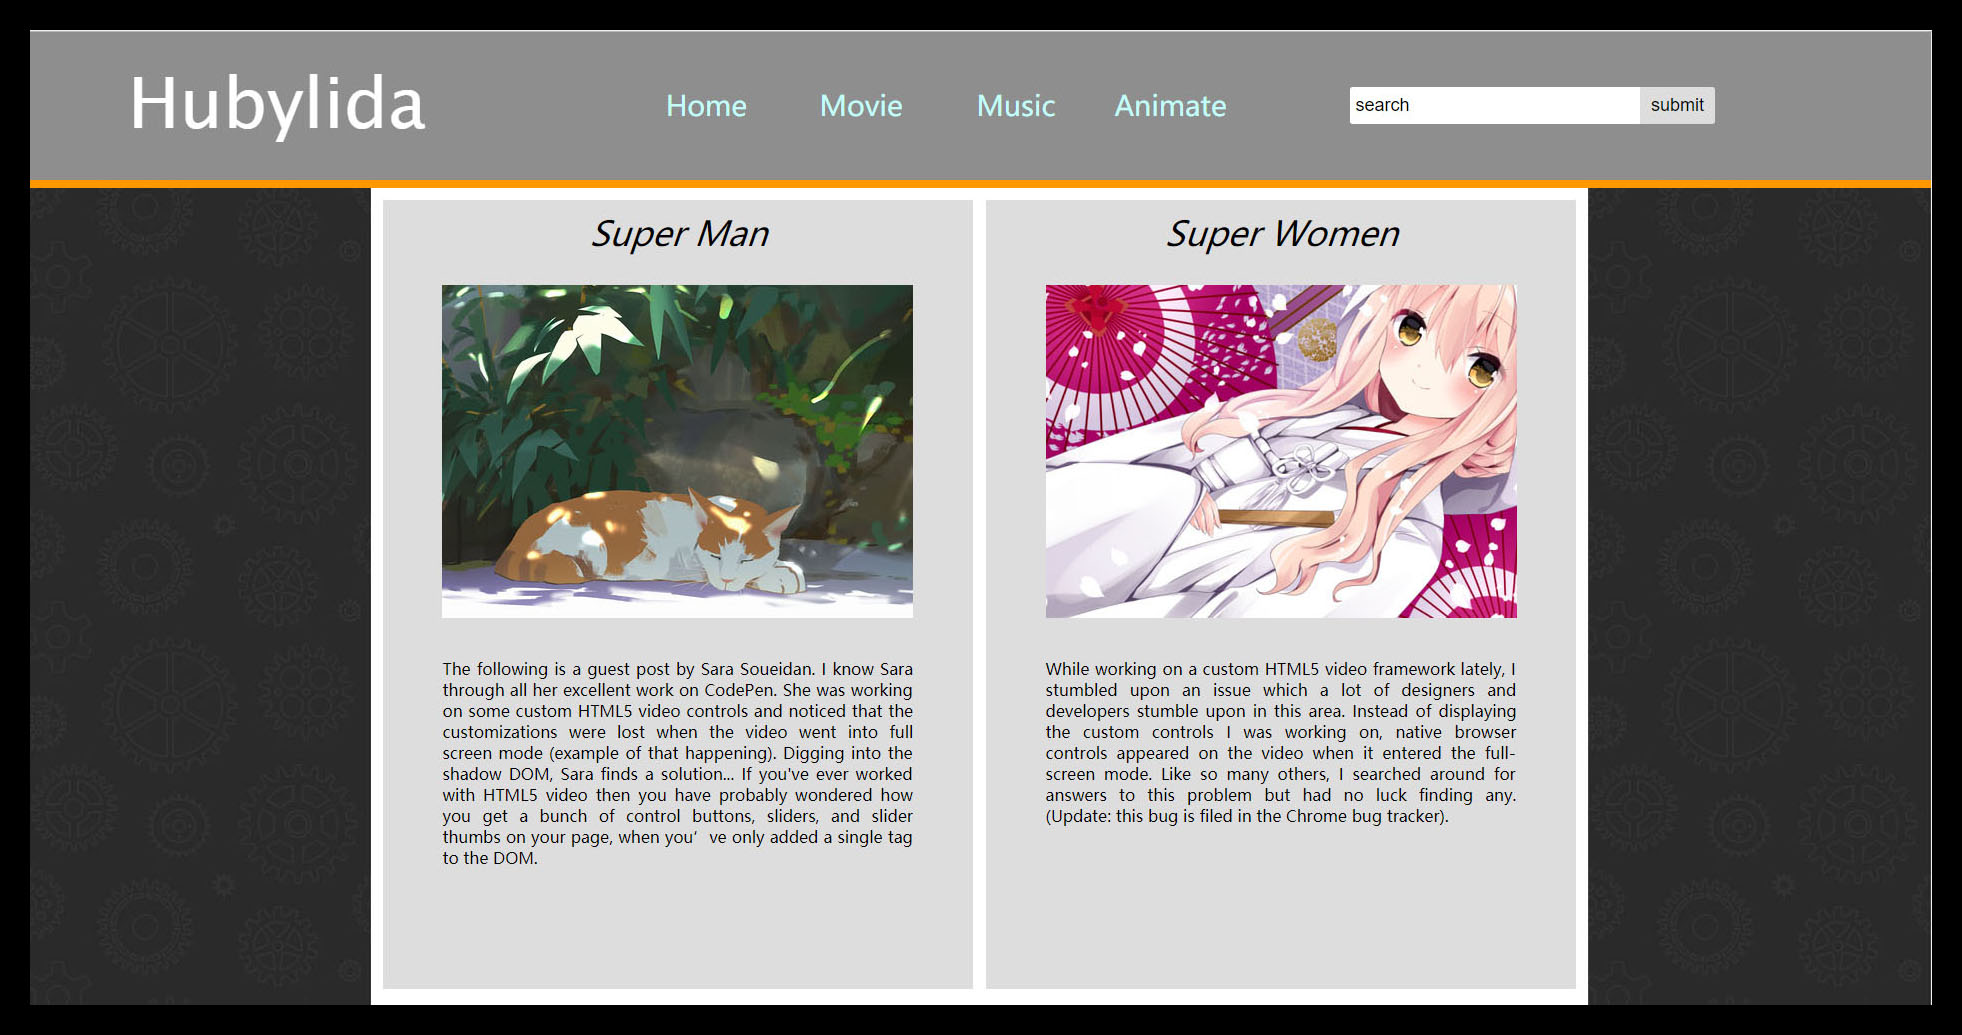 Hubylida
Home Movie Music Animate
search submit
Super Man
The following is a guest post by Sara Soueidan. I know Sara
through all her excellent work on CodePen. She was working
on some custom HTML5 video controls and noticed that the
customizations were lost when the video went into full
screen mode (example of that happening). Digging into the
shadow DOM, Sara finds a solution... If you've ever worked
with HTML5 video then you have probably wondered how
you get a bunch of control buttons, sliders, and slider
thumbs on your page, when you’ve only added a single tag
to the DOM.
Super Women
While working on a custom HTML5 video framework lately, I
stumbled upon an issue which a lot of designers and
developers stumble upon in this area. Instead of displaying
the custom controls I was working on, native browser
controls appeared on the video when it entered the full-
screen mode. Like so many others, I searched around for
answers to this problem but had no luck finding any.
(Update: this bug is filed in the Chrome bug tracker).